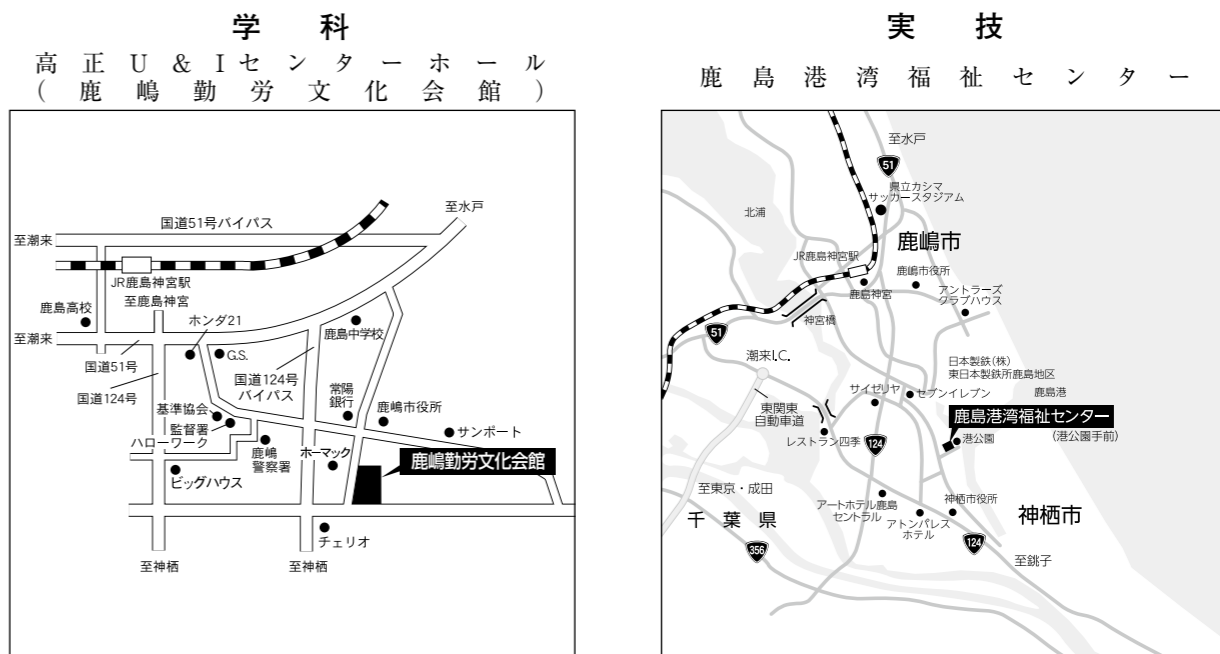 学科
高正U&Iセンターホール
(鹿嶋勤労文化会館)
至水戸
国道51号バイパス
至潮来
JR鹿島神宮駅
至鹿島神宮
鹿島高校
ホンダ21
鹿島中学校
至潮来
国道51号
G.S.
国道124号
バイパス
国道124号
常陽
銀行
基準協会
鹿嶋市役所
監督署
サンポート
ハローワーク
鹿嶋
警察署
ホーマック
鹿嶋勤労文化会館
ビッグハウス
チェリオ
至神栖
至神栖
実技
鹿島港湾福祉センター
至水戸
51
県立カシマ
サッカースタジアム
北浦
鹿嶋市
JR鹿島神宮駅
鹿嶋市役所
鹿島神宮
アントラーズ
クラブハウス
神宮橋
51
潮来I.C.
日本製鉄(株)
東日本製鉄所鹿島地区
鹿島港
サイゼリヤ
セブンイレブン
東関東
自動車道
鹿島港湾福祉センター
港公園
(港公園手前)
レストラン四季
124
至東京・成田
アートホテル鹿島
セントラル
神栖市役所
千葉県
アトンパレス
ホテル
神栖市
124
356
至銚子